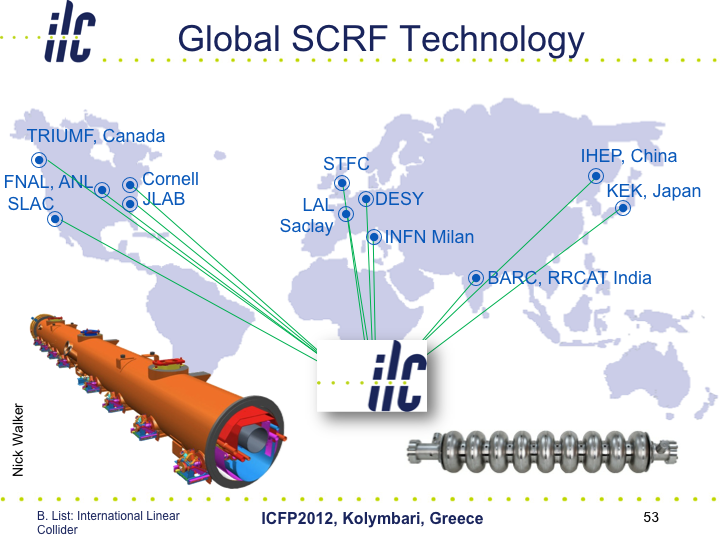 ilc
Global SCRF Technology
TRIUMF, Canada
FNAL, ANL
SLAC
Cornell
JLAB
STFC
LAL
Saclay
DESY
INFN Milan
IHEP, China
KEK, Japan
BARC, RRCAT India
ilc
Nick Walker
B. List: International Linear
Collider
ICFP2012, Kolymbari, Greece
53